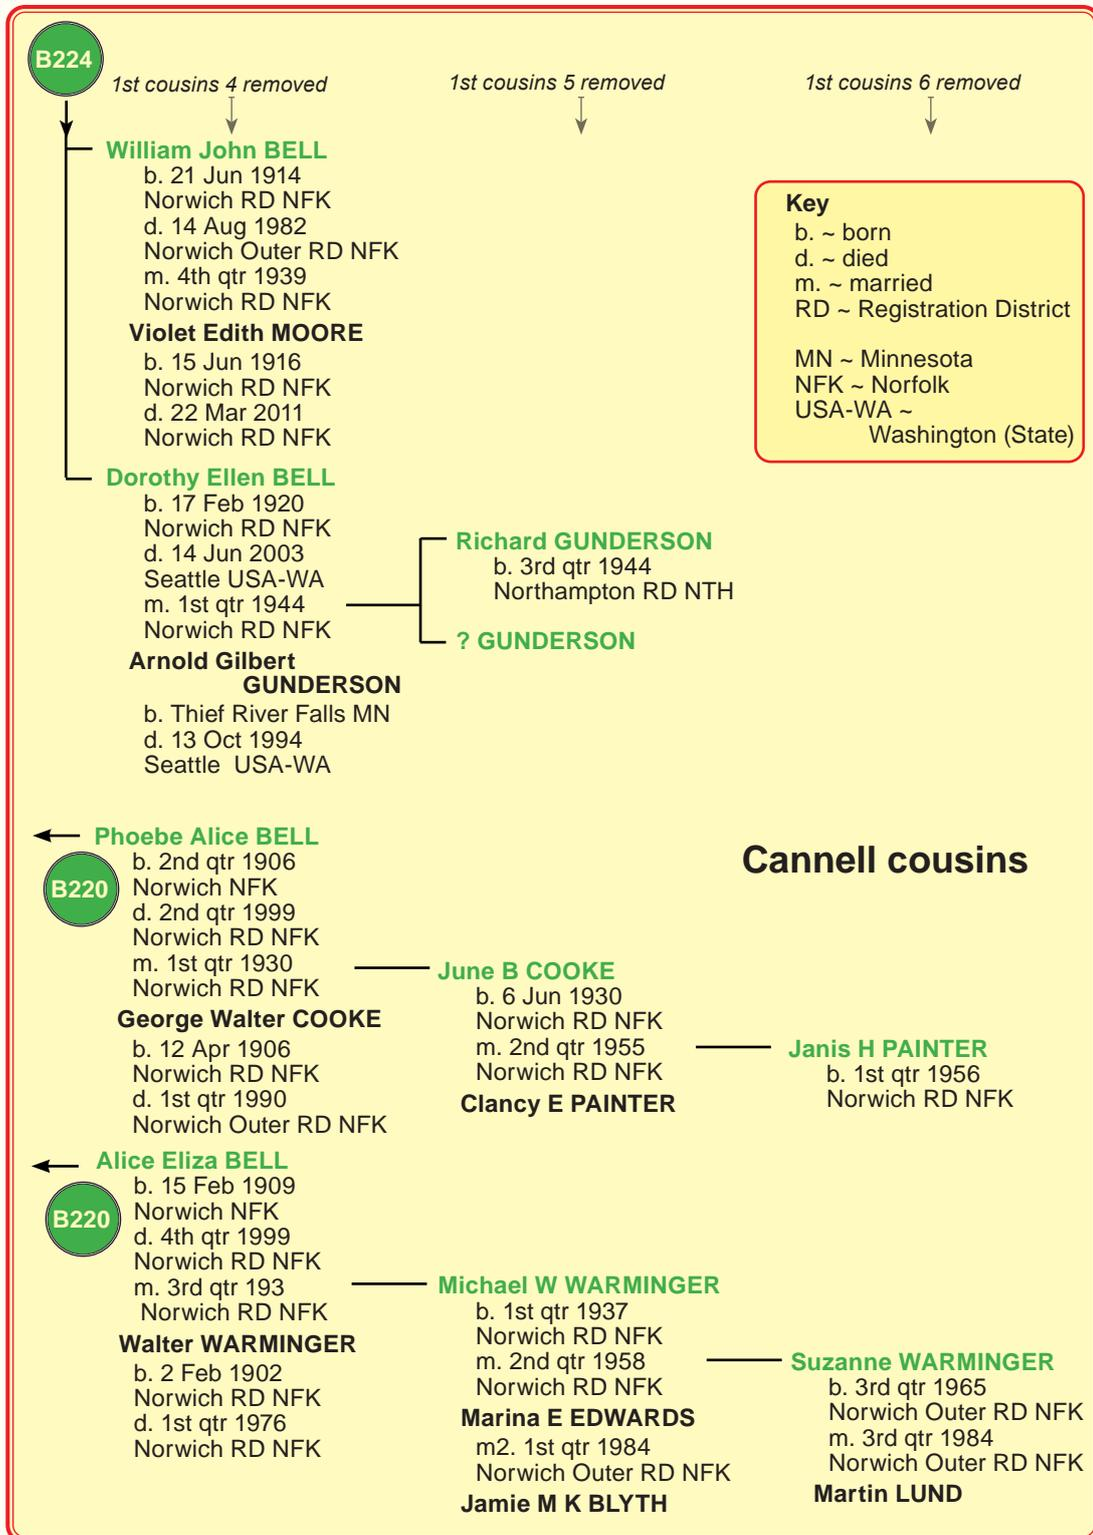 B224
1st cousins 4 removed
1st cousins 5 removed
1st cousins 6 removed
William John BELL
b. 21 Jun 1914
Norwich RD NFK
d. 14 Aug 1982
Norwich Outer RD NFK
m. 4th qtr 1939
Norwich RD NFK
Violet Edith MOORE
b. 15 Jun 1916
Norwich RD NFK
d. 22 Mar 2011
Norwich RD NFK
Key
b. ~ born
d. ~ died
m. ~ married
RD ~ Registration District
MN ~ Minnesota
NFK ~ Norfolk
USA-WA ~
Washington (State)
Dorothy Ellen BELL
b. 17 Feb 1920
Norwich RD NFK
d. 14 Jun 2003
Seattle USA-WA
m. 1st qtr 1944
Norwich RD NFK
Arnold Gilbert
GUNDERSON
b. Thief River Falls MN
d. 13 Oct 1994
Seattle  USA-WA
Richard GUNDERSON
b. 3rd qtr 1944
Northampton RD NTH
? GUNDERSON
Cannell cousins
Phoebe Alice BELL
B220
b. 2nd qtr 1906
Norwich NFK
d. 2nd qtr 1999
Norwich RD NFK
m. 1st qtr 1930
Norwich RD NFK
George Walter COOKE
b. 12 Apr 1906
Norwich RD NFK
d. 1st qtr 1990
Norwich Outer RD NFK
June B COOKE
b. 6 Jun 1930
Norwich RD NFK
m. 2nd qtr 1955
Norwich RD NFK
Clancy E PAINTER
Janis H PAINTER
b. 1st qtr 1956
Norwich RD NFK
Alice Eliza BELL
B220
b. 15 Feb 1909
Norwich NFK
d. 4th qtr 1999
Norwich RD NFK
m. 3rd qtr 193
Norwich RD NFK
Walter WARMINGER
b. 2 Feb 1902
Norwich RD NFK
d. 1st qtr 1976
Norwich RD NFK
Michael W WARMINGER
b. 1st qtr 1937
Norwich RD NFK
m. 2nd qtr 1958
Norwich RD NFK
Marina E EDWARDS
m2. 1st qtr 1984
Norwich Outer RD NFK
Jamie M K BLYTH
Suzanne WARMINGER
b. 3rd qtr 1965
Norwich Outer RD NFK
m. 3rd qtr 1984
Norwich Outer RD NFK
Martin LUND